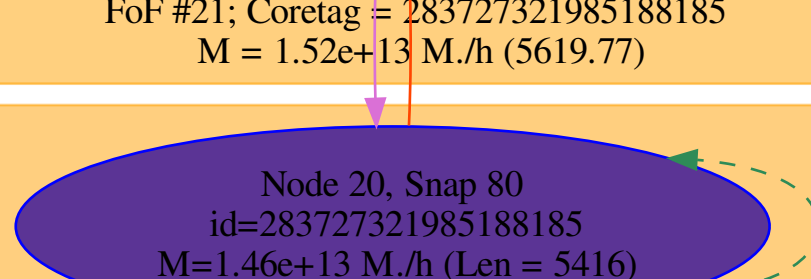 FoF #21; Coretag = 283727321985188185
M = 1.52e+13 M./h (5619.77)
Node 20, Snap 80
id=283727321985188185
M=1.46e+13 M./h (Len = 5416)